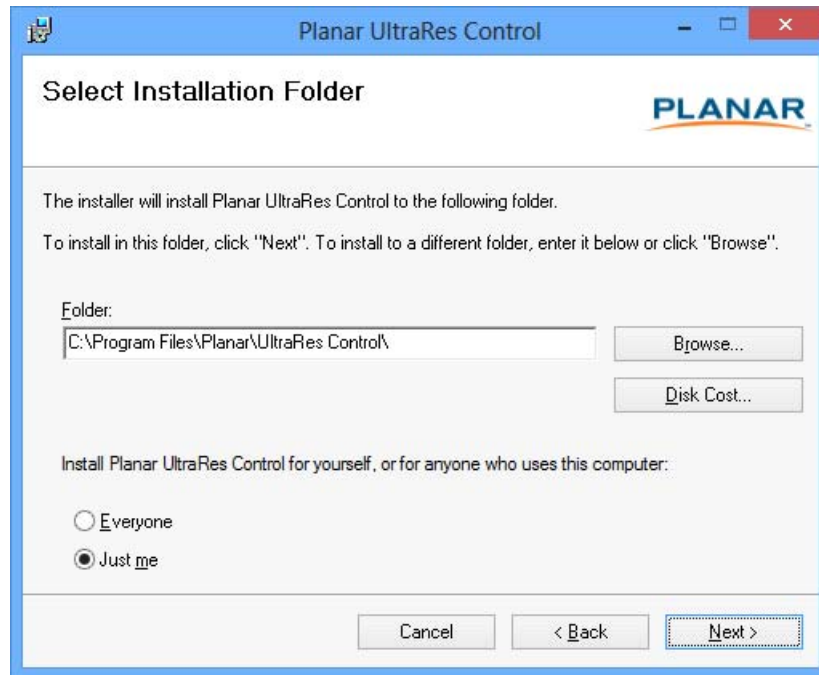 Planar UltraRes Control
Select Installation Folder
PLANAR
The installer will install Planar UltraRes Control to the following folder.
To install in this folder, click "Next". To install to a different folder, enter it below or click "Browse".
Folder:
C:\Program Files\Planar\UltraRes Control\
Browse...
Disk Cost...
Install Planar UltraRes Control for yourself, or for anyone who uses this computer:
Everyone
Just me
Cancel
< Back
Next >